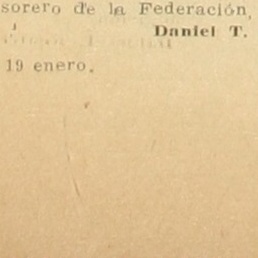 sorero de la Federación,
Daniel T.
19 enero.